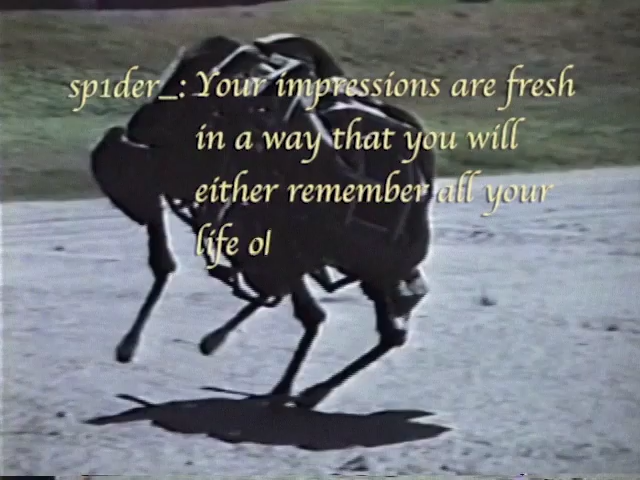 sp1der_: Your impressions are fresh
in a way that you will
either remember all your
life o